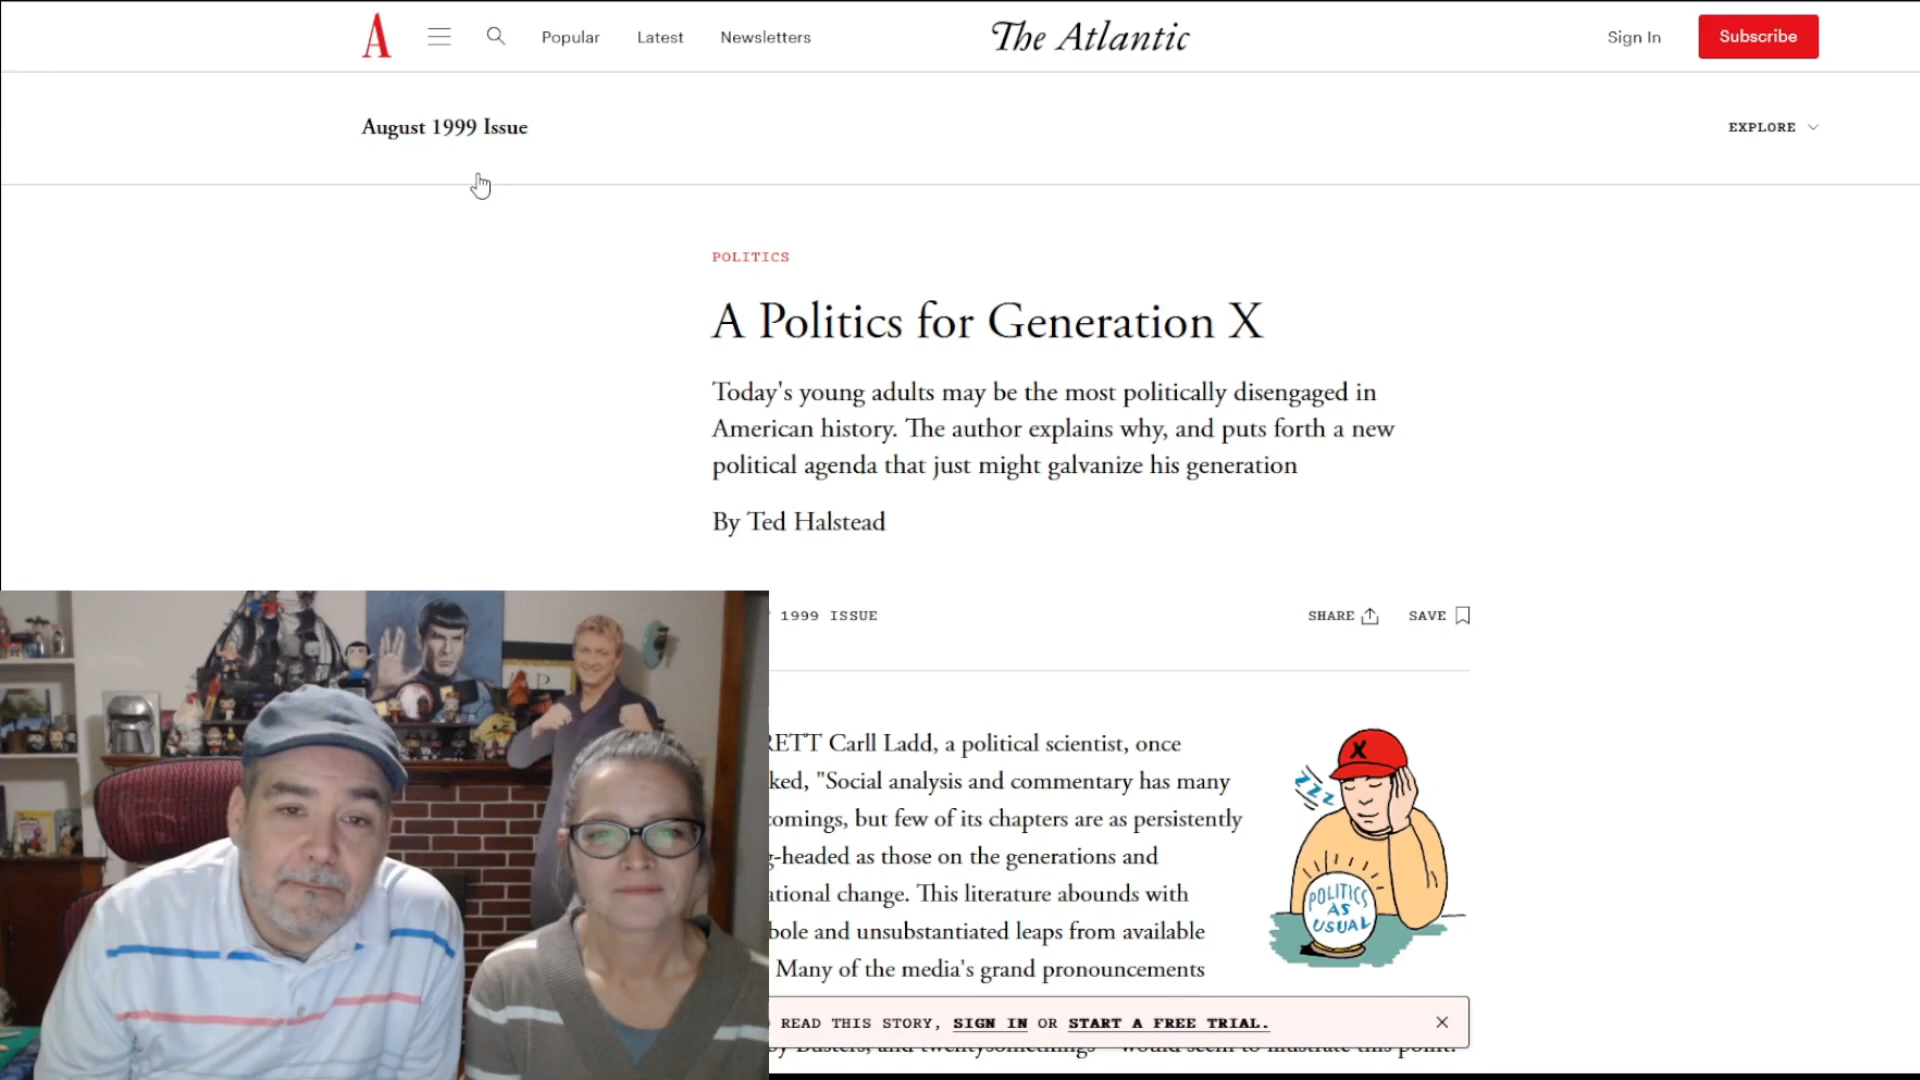 A
Popular
Latest
Newsletters
The Atlantic
Sign In
Subscribe
August 1999 Issue
EXPLORE
POLITICS
A Politics for Generation X
Today's young adults may be the most politically disengaged in
American history. The author explains why, and puts forth a new
political agenda that just might galvanize his generation
By Ted Halstead
1999 ISSUE
SHARE
SAVE
RETT Carll Ladd, a political scientist, once
ked, "Social analysis and commentary has many
comings, but few of its chapters are as persistently
g-headed as those on the generations and
ational change. This literature abounds with
bole and unsubstantiated leaps from available
Many of the media's grand pronouncements
X
ZZZ
POLITICS
AS
USUAL
READ THIS STORY, SIGN IN OR START A FREE TRIAL.